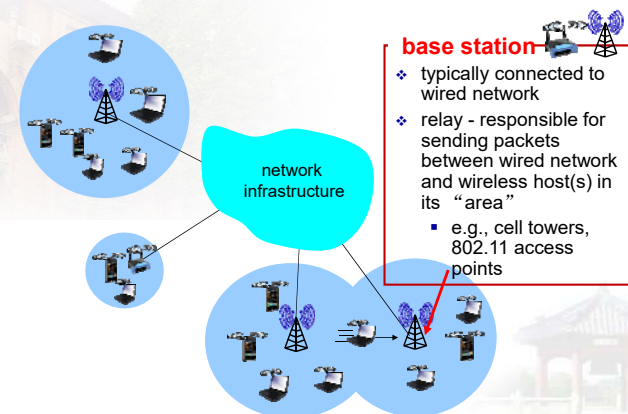 base station
❖ typically connected to
wired network
❖ relay - responsible for
sending packets
between wired network
and wireless host(s) in
its “area”
▪ e.g., cell towers,
802.11 access
points
network
infrastructure